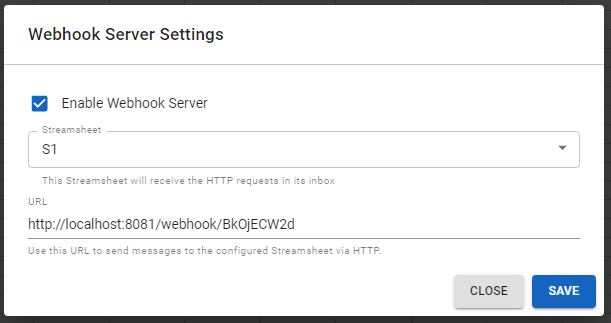 Webhook Server Settings
Enable Webhook Server
Streamsheet
S1
This Streamsheet will receive the HTTP requests in its inbox
URL
http://localhost:8081/webhook/BkOjECW2d
Use this URL to send messages to the configured Streamsheet via HTTP.
CLOSE
SAVE